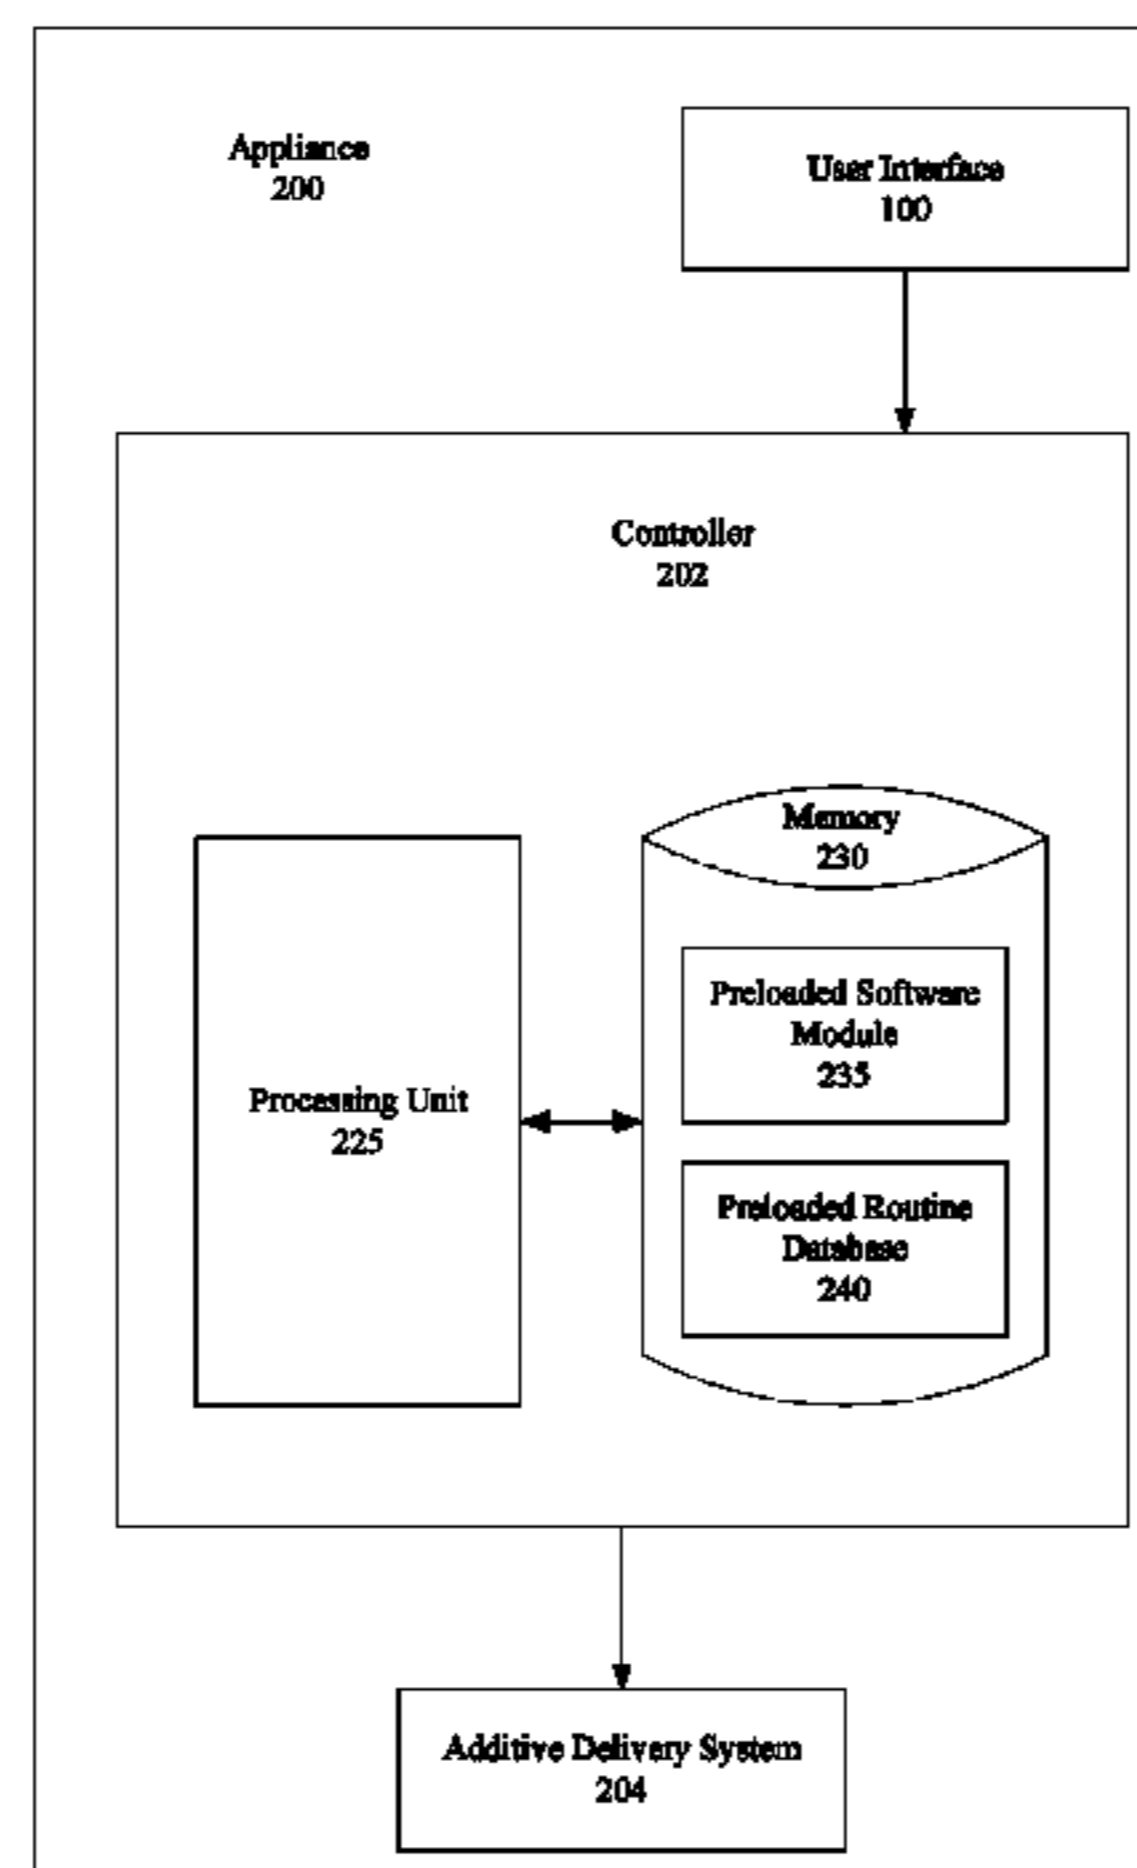 Appliance
200
User Interface
100
Controller
202
Memory
230
Preloaded Software
Module
235
Processing Unit
225
Preloaded Routine
Database
240
Additive Delivery System
204